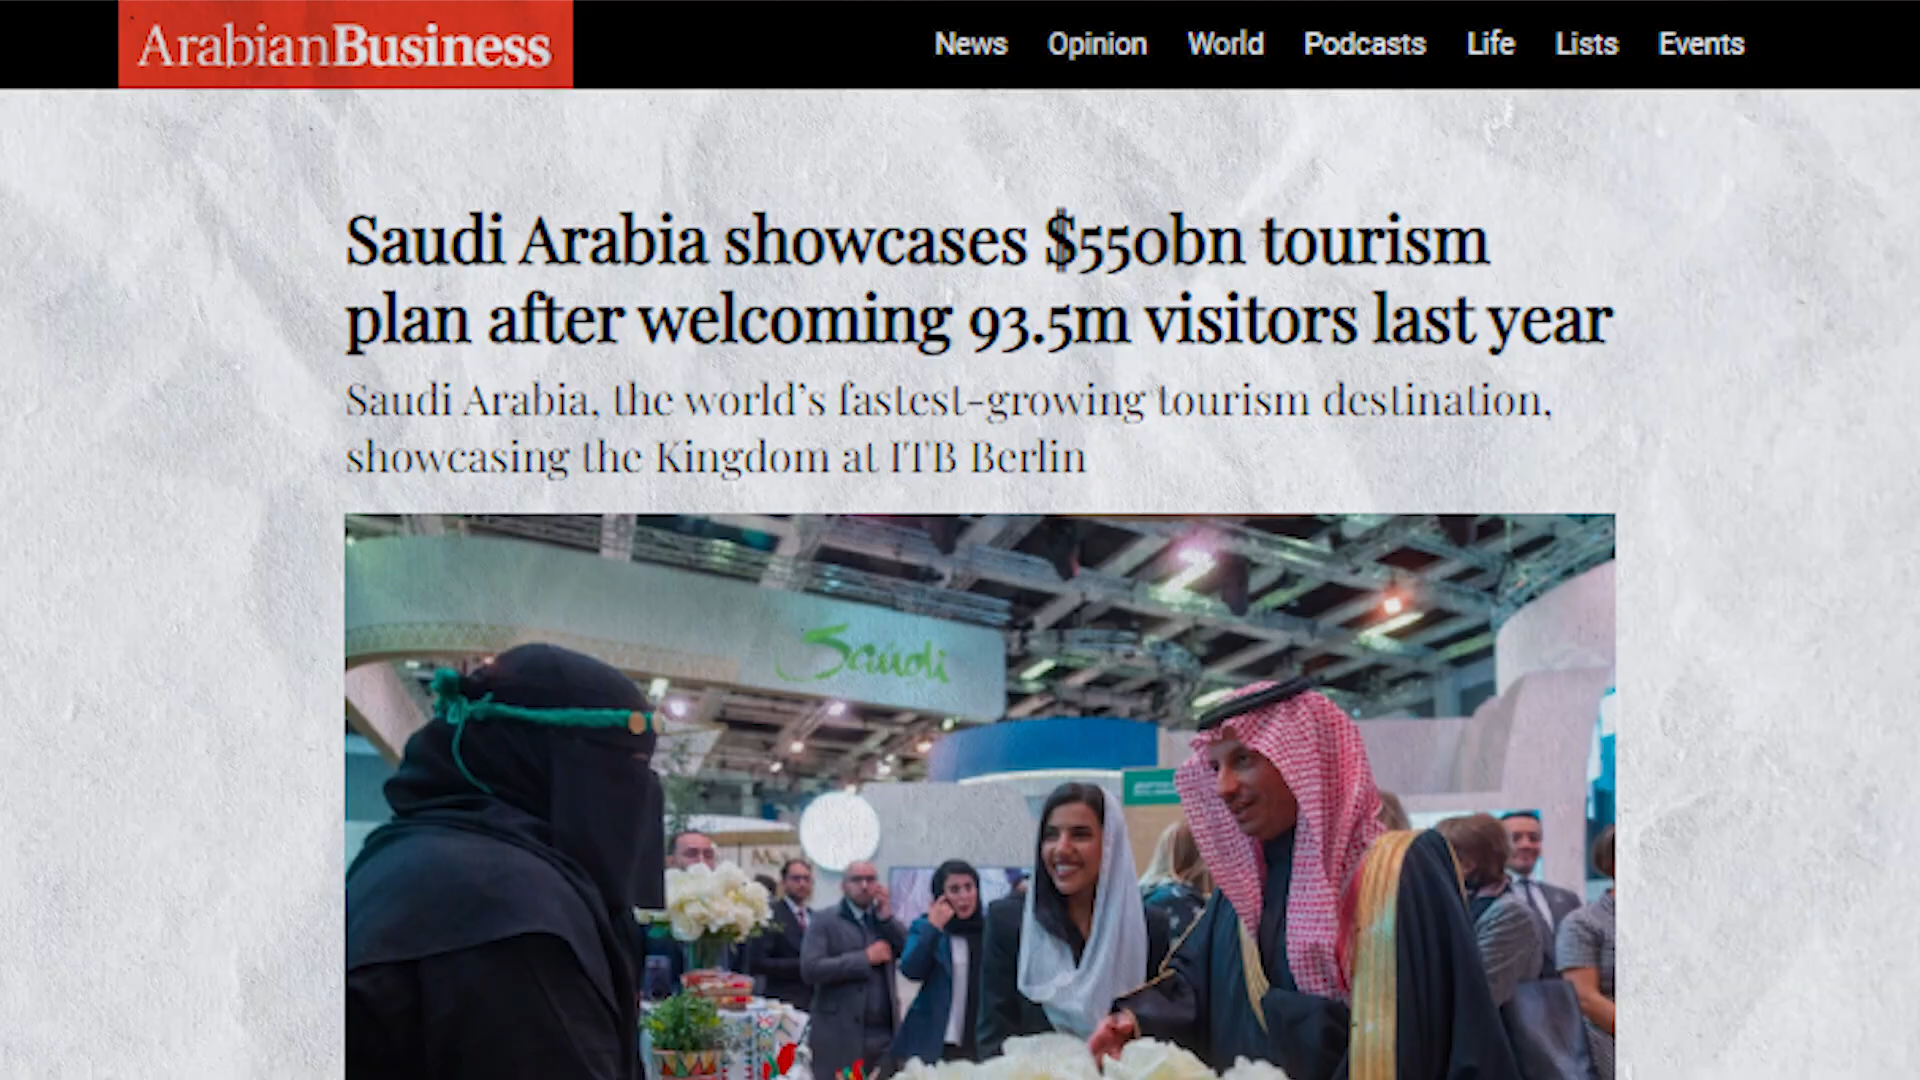 ArabianBusiness
News Opinion World Podcasts Life Lists Events
Saudi Arabia showcases $550bn tourism
plan after welcoming 93.5m visitors last year
Saudi Arabia, the world's fastest-growing tourism destination,
showcasing the Kingdom at ITB Berlin
Saudi